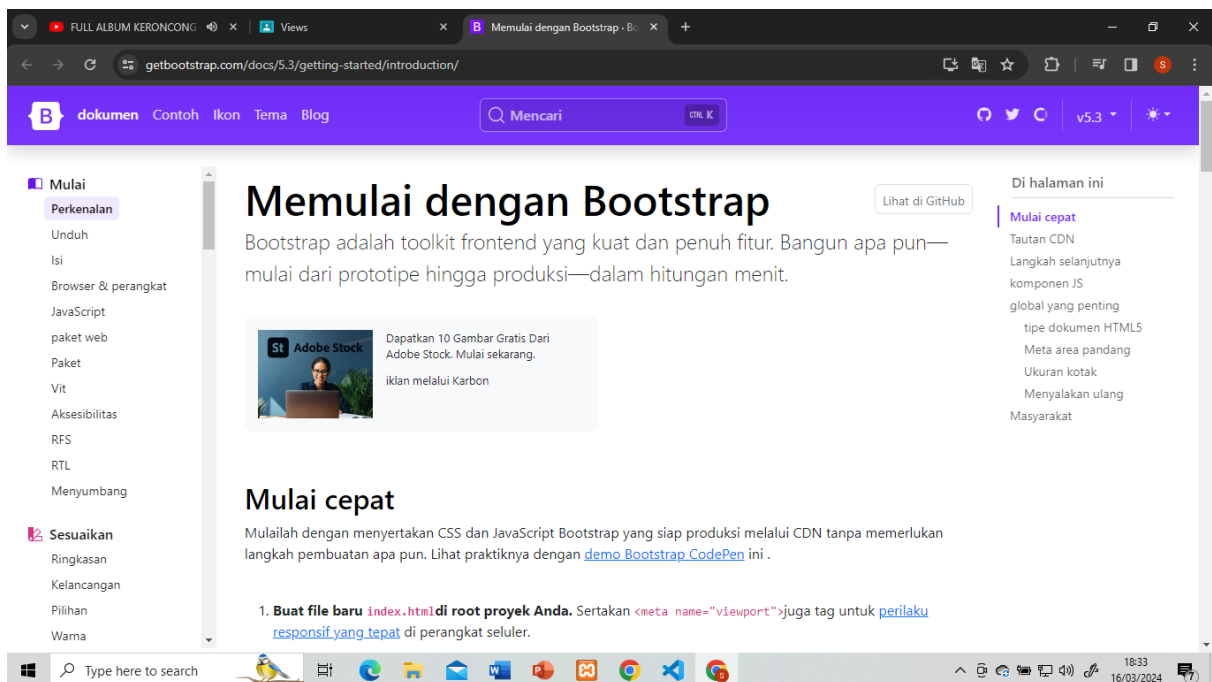 FULL ALBUM KERONCONG
Views
Memulai dengan Bootstrap · Bo
getbootstrap.com/docs/5.3/getting-started/introduction/
S
B
dokumen Contoh Ikon Tema Blog
Mencari
CTRL K
v5.3
Mulai
Perkenalan
Unduh
Isi
Browser & perangkat
JavaScript
paket web
Paket
Vit
Aksesibilitas
RFS
RTL
Menyumbang
Sesuaikan
Ringkasan
Kelancangan
Pilihan
Warna
Memulai dengan Bootstrap
Lihat di GitHub
Bootstrap adalah toolkit frontend yang kuat dan penuh fitur. Bangun apa pun—
mulai dari prototipe hingga produksi—dalam hitungan menit.
St Adobe Stock
Dapatkan 10 Gambar Gratis Dari
Adobe Stock. Mulai sekarang.
iklan melalui Karbon
Mulai cepat
Mulailah dengan menyertakan CSS dan JavaScript Bootstrap yang siap produksi melalui CDN tanpa memerlukan
langkah pembuatan apa pun. Lihat praktiknya dengan demo Bootstrap CodePen ini .
1. Buat file baru index.htmldi root proyek Anda. Sertakan <meta name="viewport">juga tag untuk perilaku
responsif yang tepat di perangkat seluler.
Di halaman ini
Mulai cepat
Tautan CDN
Langkah selanjutnya
komponen JS
global yang penting
tipe dokumen HTML5
Meta area pandang
Ukuran kotak
Menyalakan ulang
Masyarakat
Type here to search
18:33
16/03/2024
7